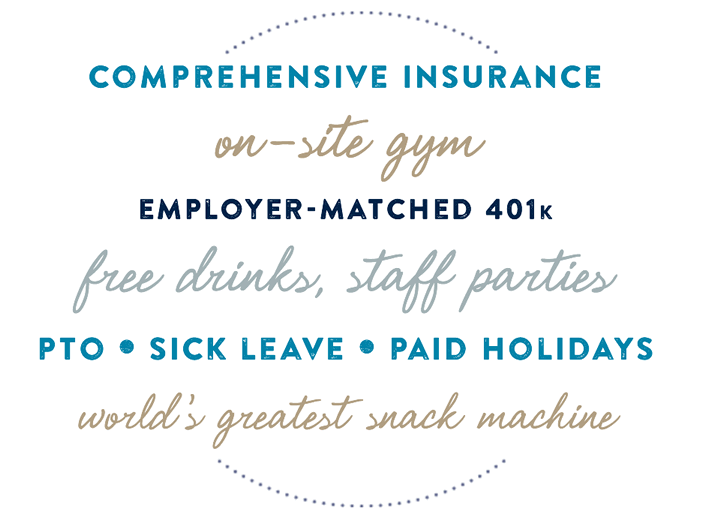 COMPREHENSIVE INSURANCE
on-site gym
EMPLOYER-MATCHED 401K
free drinks, staff parties
PTO • SICK LEAVE • PAID HOLIDAYS
world's greatest snack machine